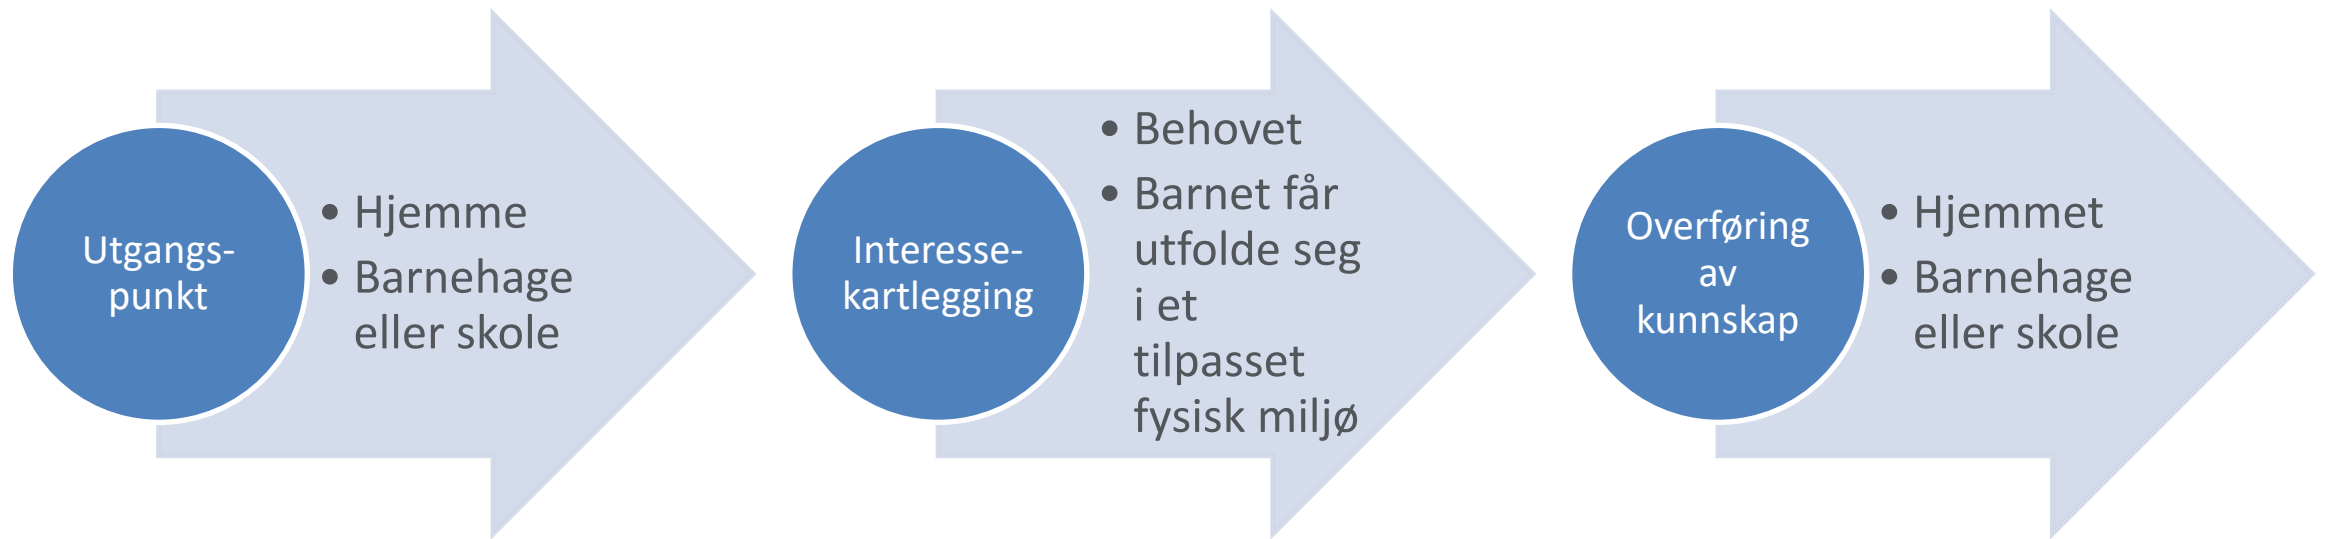 Utgangs-
punkt
• Hjemme
• Barnehage
eller skole
Interesse-
kartlegging
• Behovet
• Barnet får
utfolde seg
i et
tilpasset
fysisk miljø
Overføring
av
kunnskap
• Hjemmet
• Barnehage
eller skole